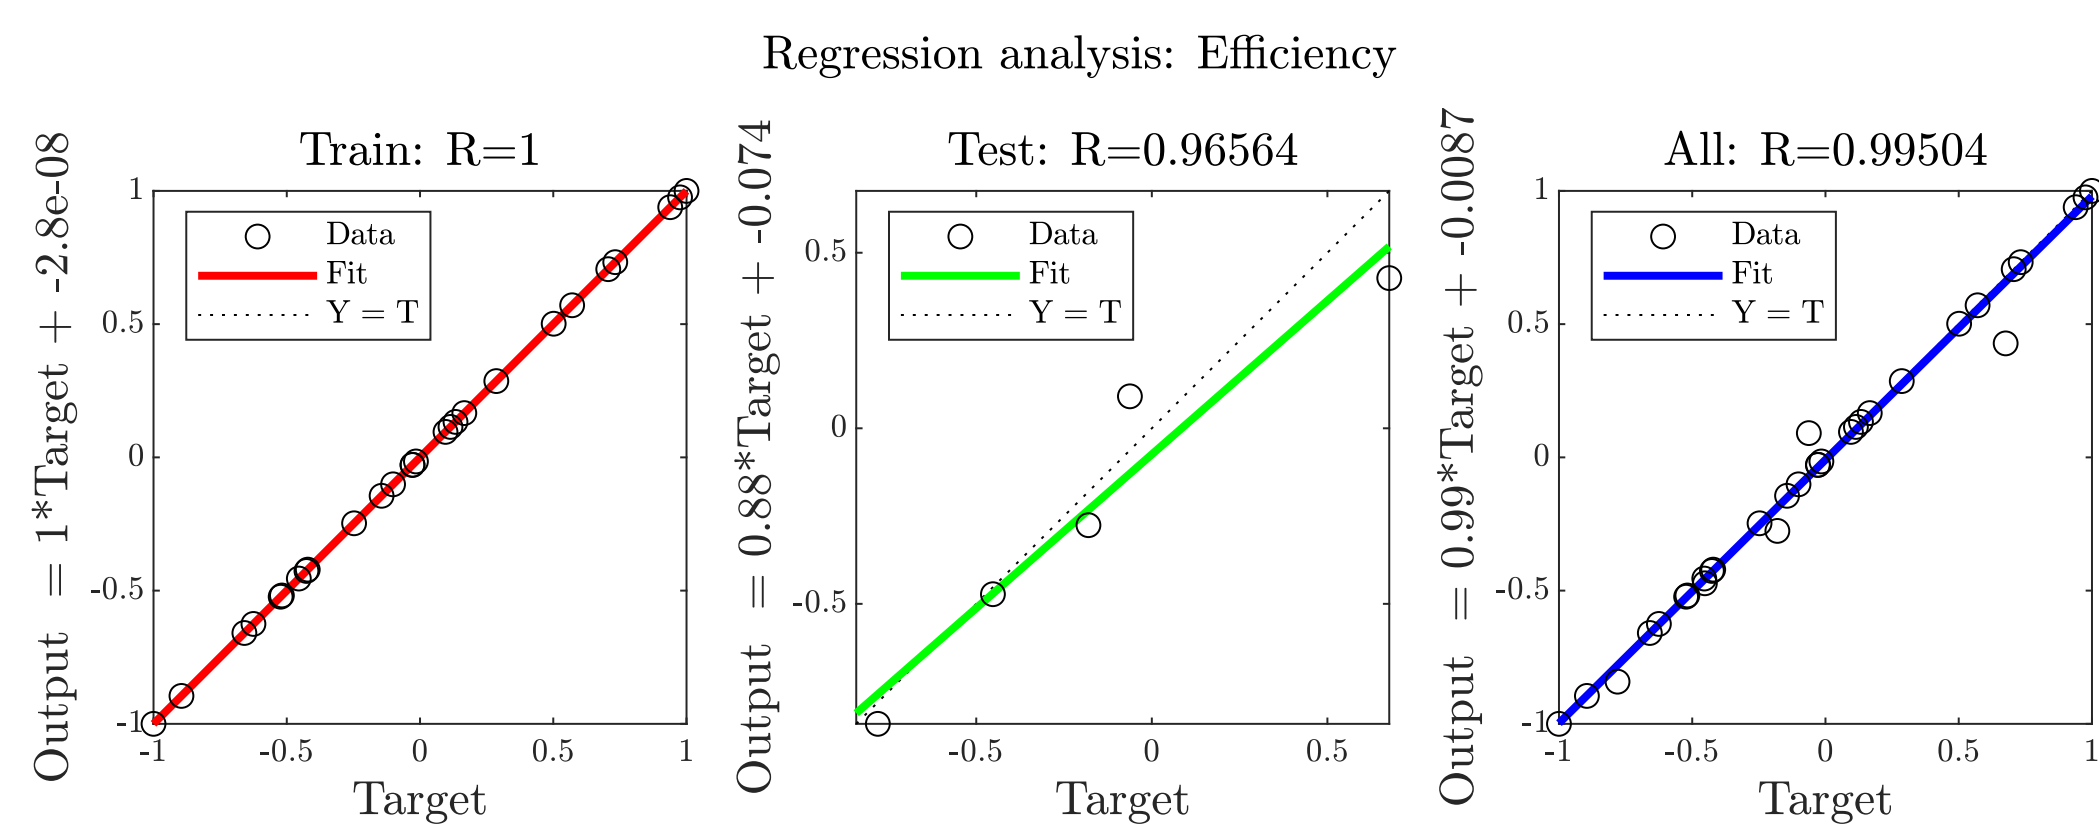 Regression analysis: Efficiency
Train: R=1
Output = 1*Target + -2.8e-08
1
0.5
0
-0.5
-1
Data
Fit
Y = T
-1 -0.5 0 0.5 1
Target
Test: R=0.96564
Output = 0.88*Target + -0.074
0.5
0
-0.5
Data
Fit
Y = T
-0.5 0 0.5
Target
All: R=0.99504
Output = 0.99*Target + -0.0087
1
0.5
0
-0.5
-1
Data
Fit
Y = T
-1 -0.5 0 0.5 1
Target